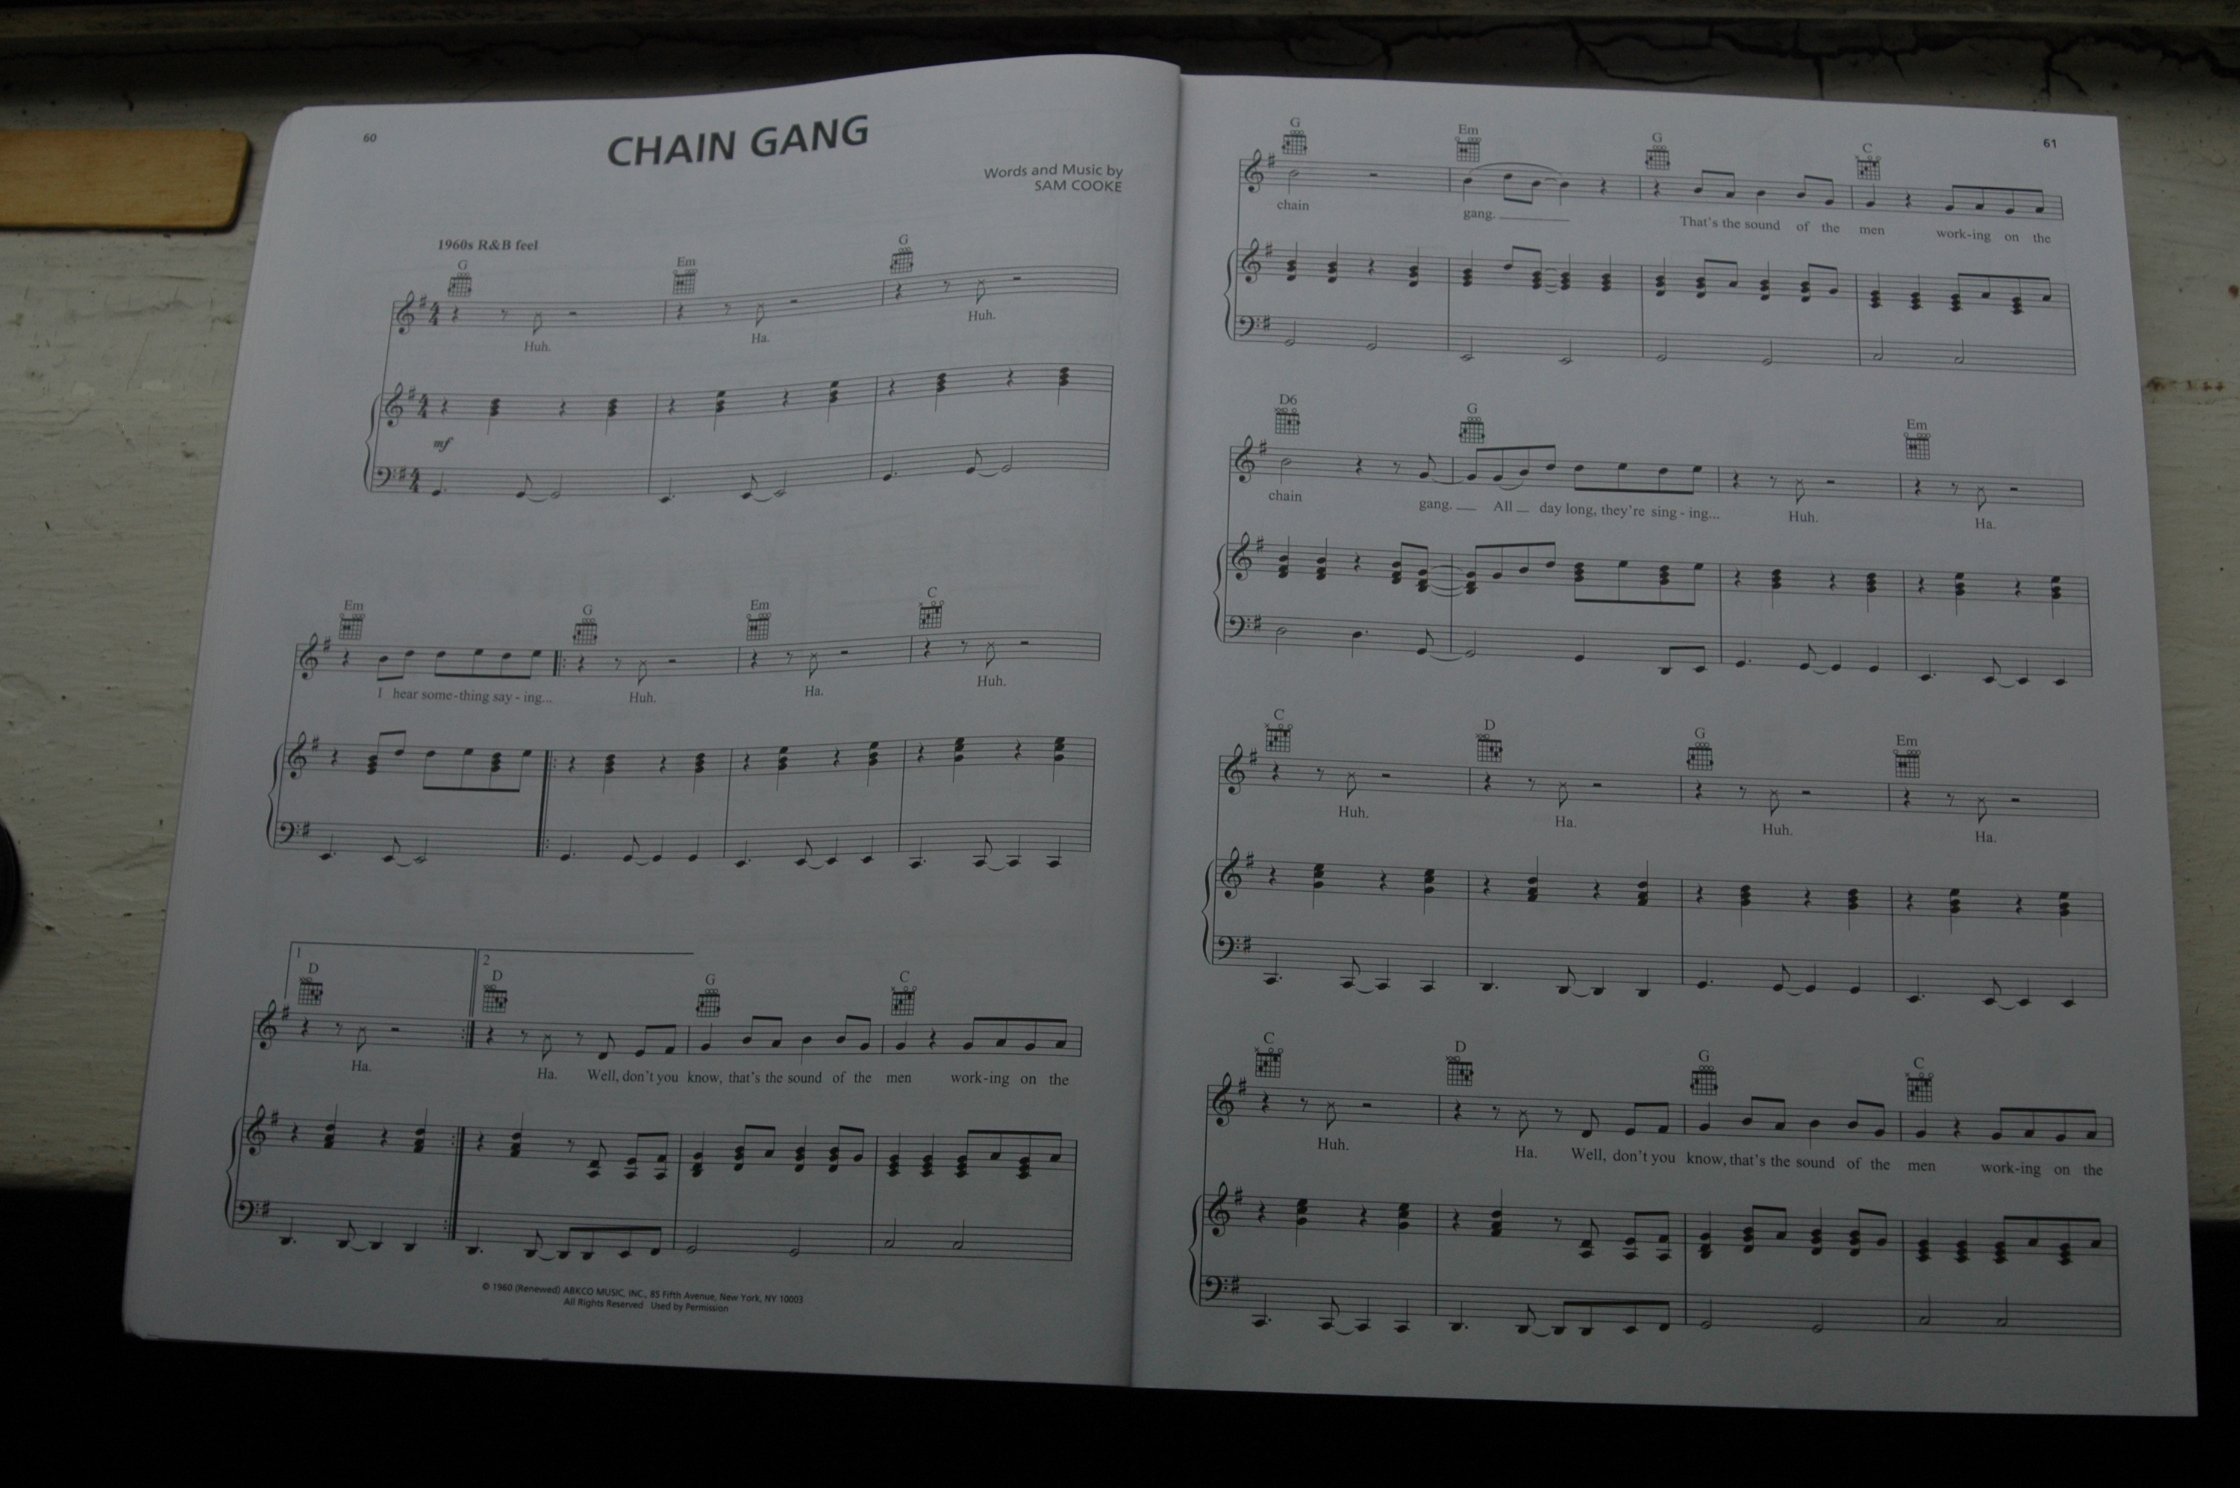 60
CHAIN GANG
Words and Music by
SAM COOKE
1960s R&B feel
G Em G
Huh. Ha. Huh.
mf
Em G Em C
I hear some-thing say - ing... Huh. Ha. Huh.
1 2
D D G C
Ha. Ha. Well, don't you know, that's the sound of the men work-ing on the
© 1960 (Renewed) ABKCO MUSIC, INC., 85 Fifth Avenue, New York, NY 10003
All Rights Reserved Used by Permission
61
G Em G C
chain gang. That's the sound of the men work-ing on the
D6 G Em
chain gang. All day long, they're sing - ing... Huh. Ha.
C D G Em
Huh. Ha. Huh. Ha.
C D G C
Huh. Ha. Well, don't you know, that's the sound of the men work-ing on the